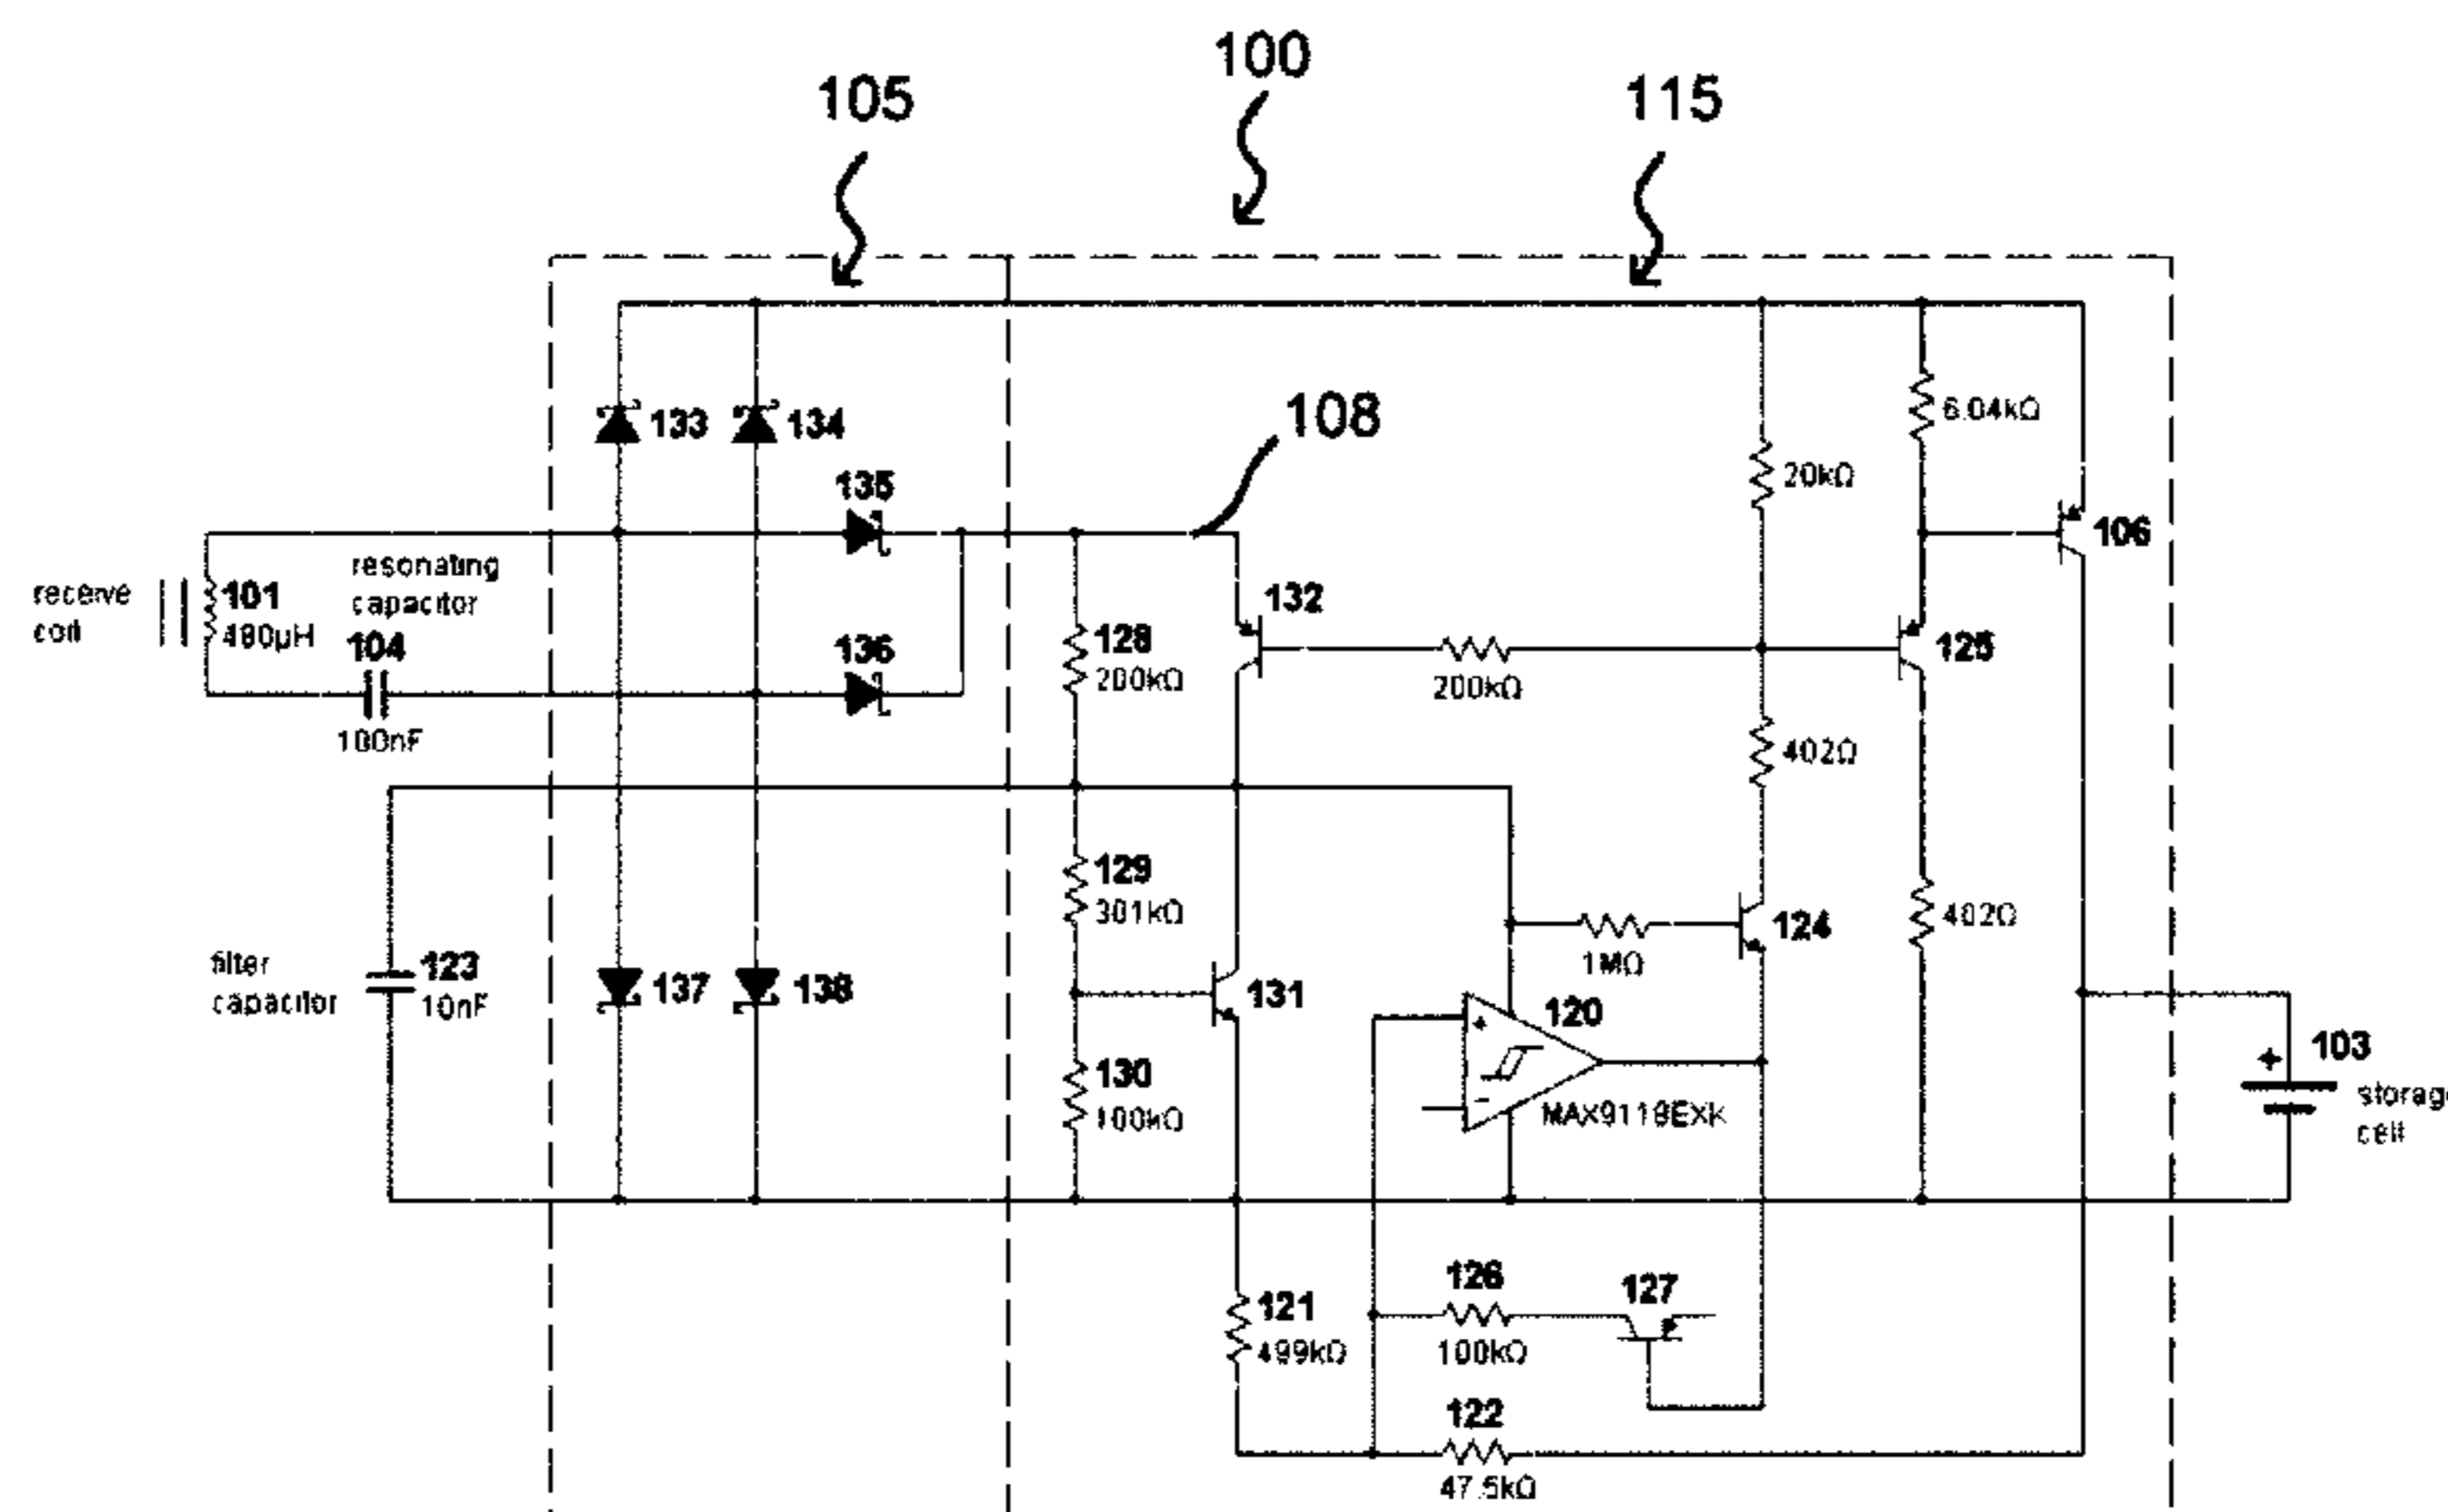 100
105
115
133
134
135
108
6.04kΩ
20kΩ
106
132
receive
coil
101
480µH
resonating
capacitor
104
100nF
136
128
200kΩ
200kΩ
125
402Ω
129
301kΩ
124
1MΩ
402Ω
filter
capacitor
123
10nF
137
138
131
120
+
-
MAX9119EXK
130
100kΩ
+
103
storag
cell
121
499kΩ
126
100kΩ
127
122
47.5kΩ